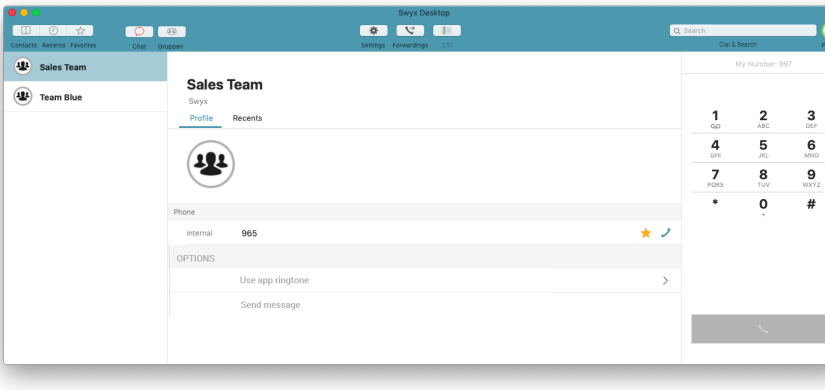 Swyx Desktop
Search
Contacts Recents Favorites Chat Gruppen Settings Forwardings CTI Dial & Search
Sales Team
Team Blue
Sales Team
Swyx
Profile Recents
Phone
internal 965
OPTIONS
Use app ringtone
Send message
My Number: 997
1 2 3
ABC DEF
4 5 6
GHI JKL MNO
7 8 9
PQRS TUV WXYZ
* 0 #
+